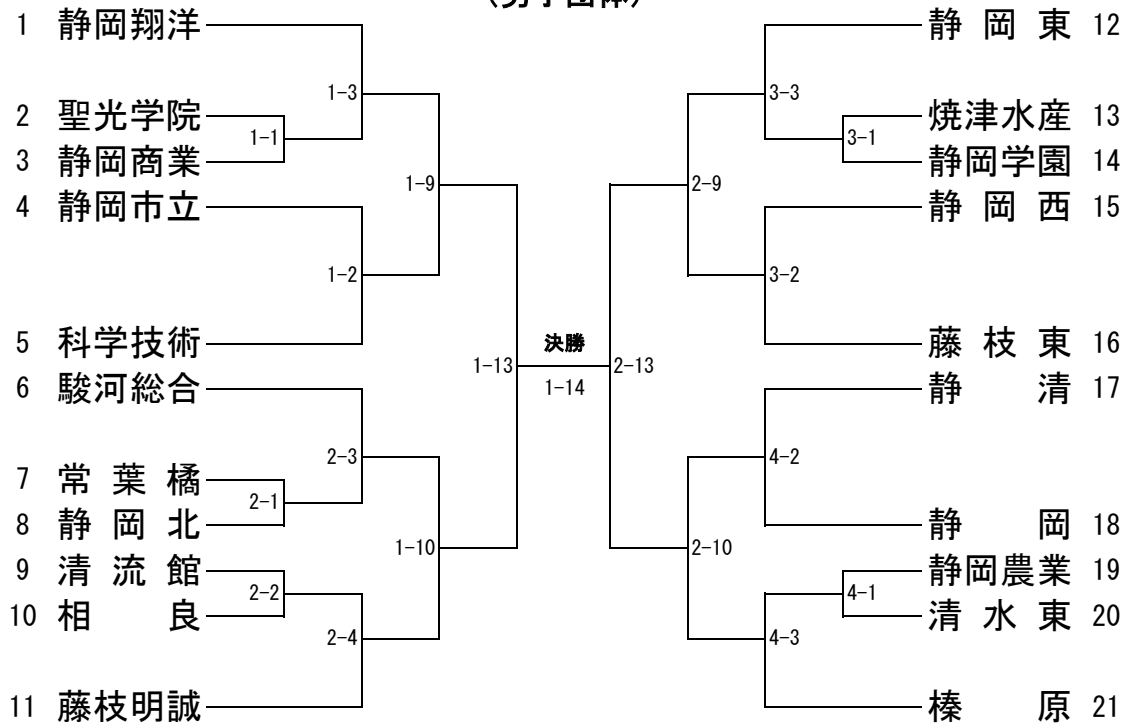 （男子団体）
1 静岡翔洋
静岡東 12
1-3
3-3
2 聖光学院
焼津水産 13
1-1
3-1
3 静岡商業
静岡学園 14
1-9
2-9
4 静岡市立
静岡西 15
1-2
3-2
5 科学技術
決勝
藤枝東 16
1-13
2-13
1-14
6 駿河総合
静清 17
2-3
4-2
7 常葉橘
2-1
8 静岡北
静岡 18
1-10
2-10
9 清流館
静岡農業 19
2-2
4-1
10 相良
清水東 20
2-4
4-3
11 藤枝明誠
榛原 21